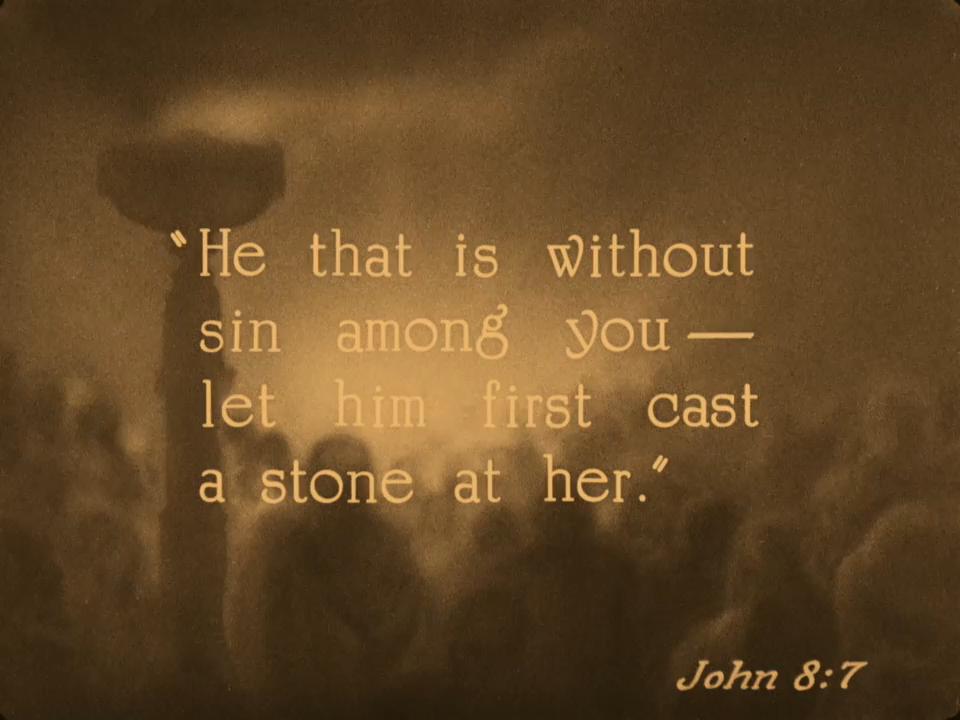 "He that is without
sin among you —
let him first cast
a stone at her."
John 8:7